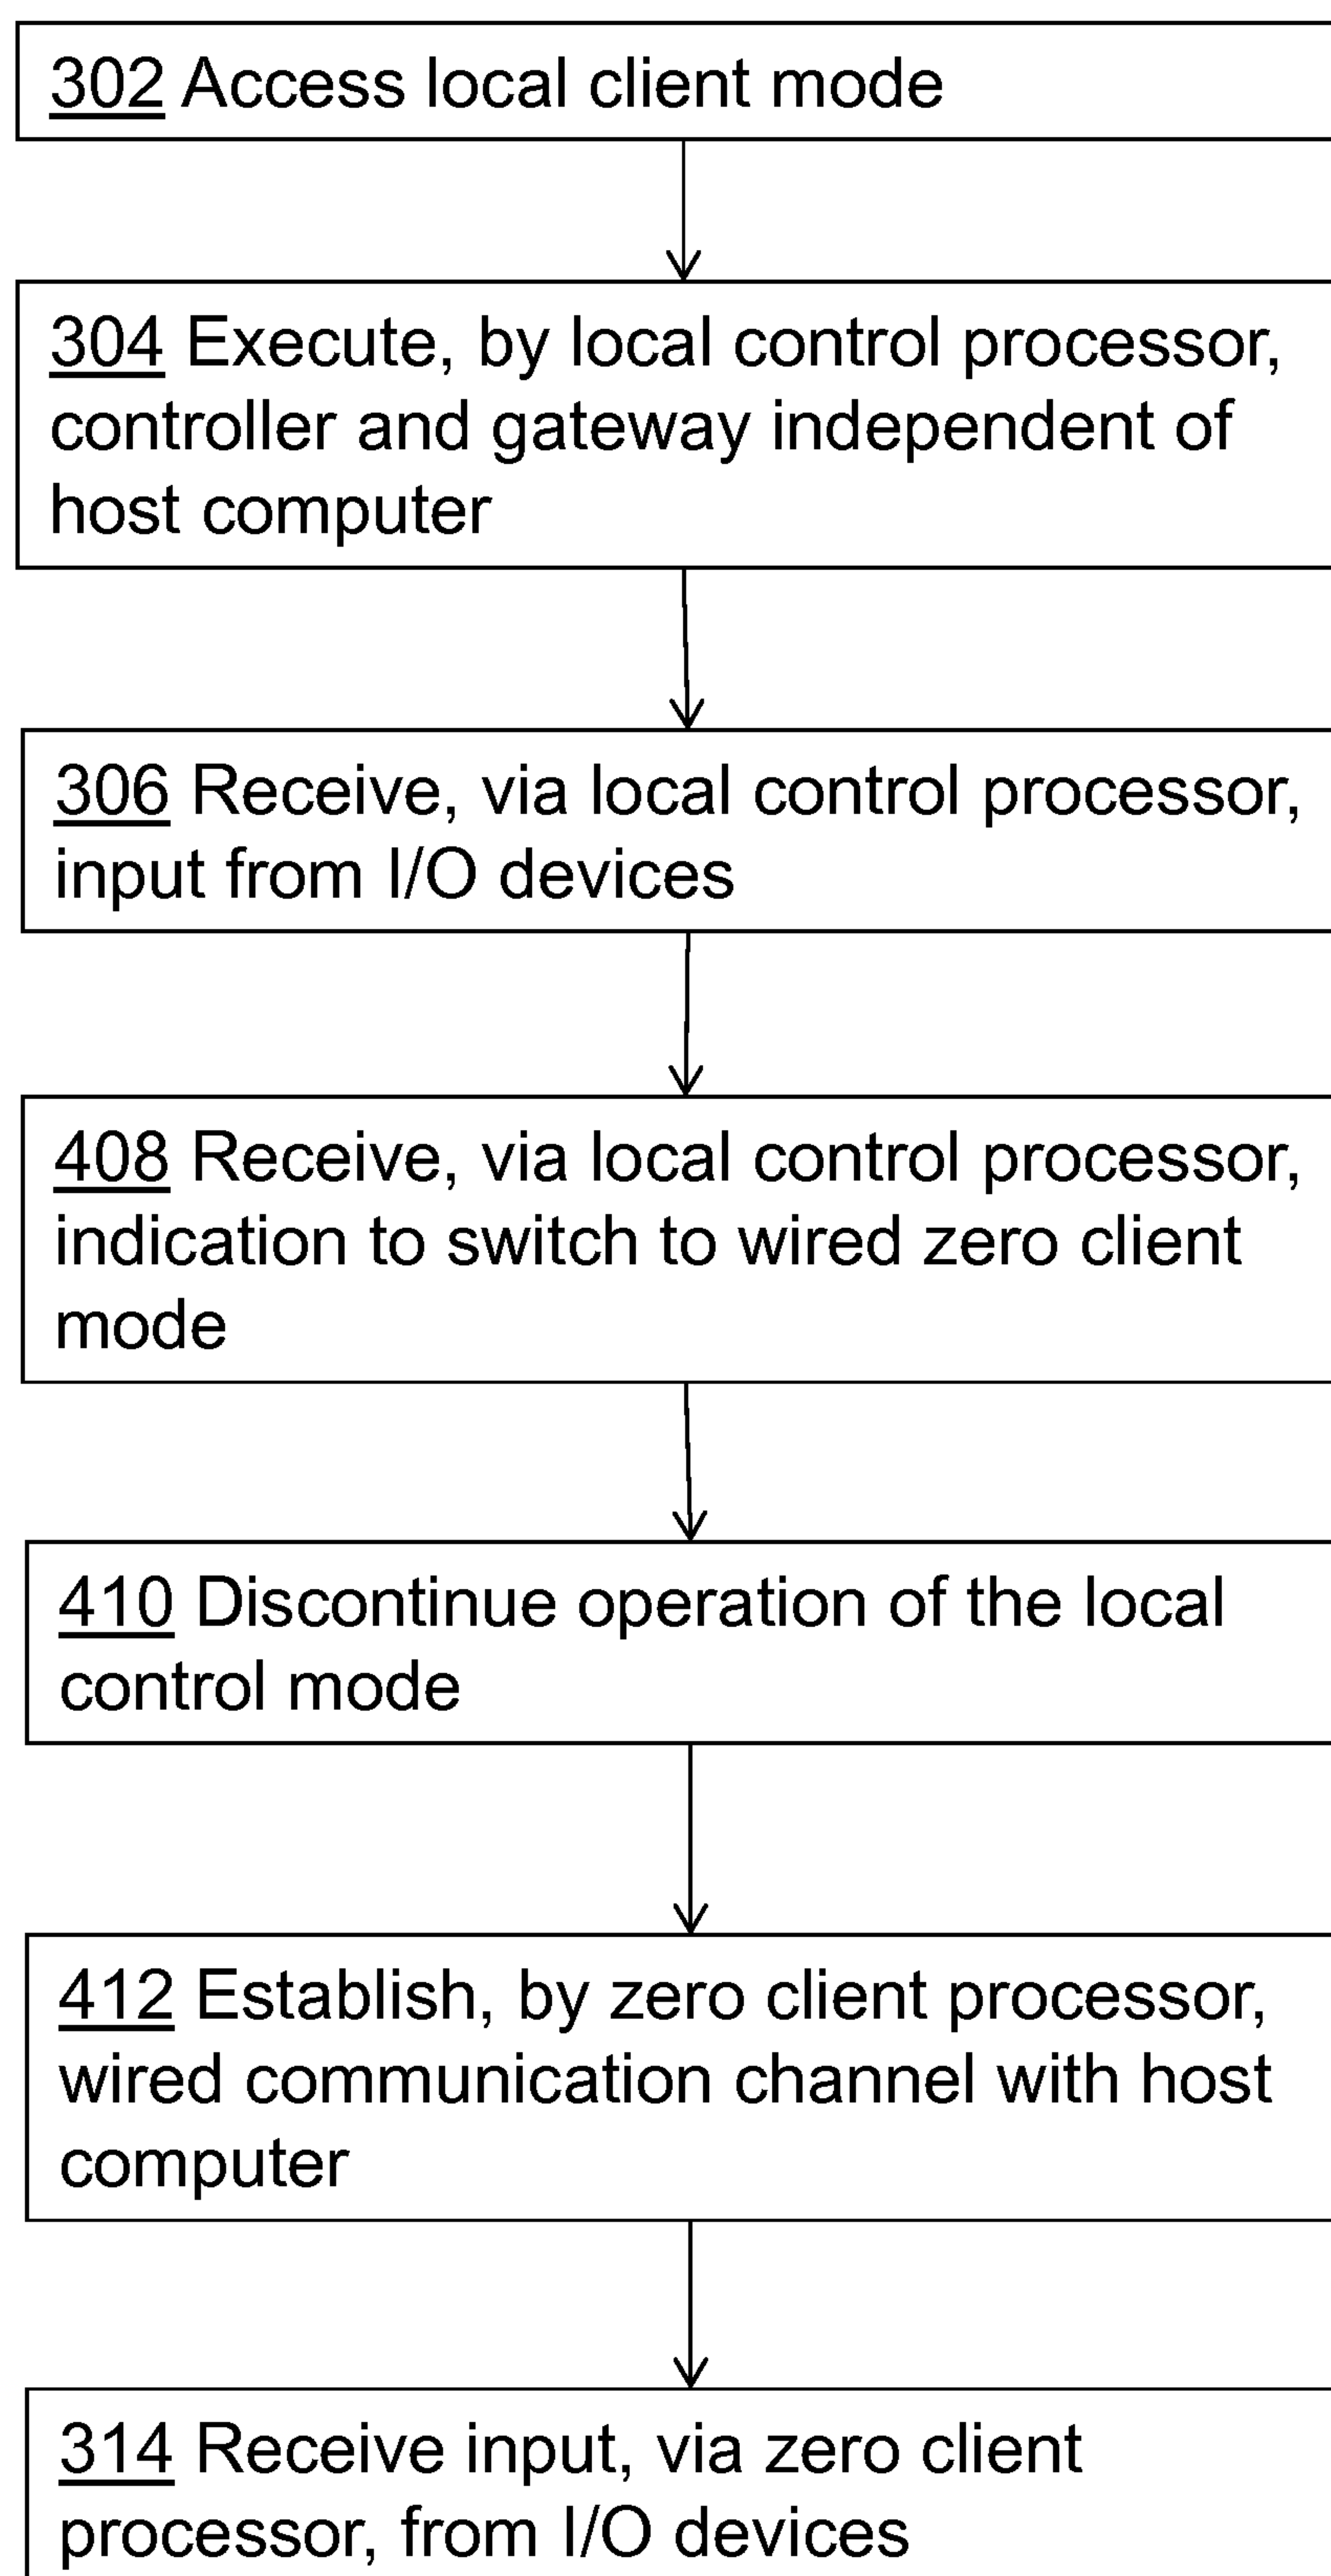 302 Access local client mode
304 Execute, by local control processor,
controller and gateway independent of
host computer
306 Receive, via local control processor,
input from I/O devices
408 Receive, via local control processor,
indication to switch to wired zero client
mode
410 Discontinue operation of the local
control mode
412 Establish, by zero client processor,
wired communication channel with host
computer
314 Receive input, via zero client
processor, from I/O devices